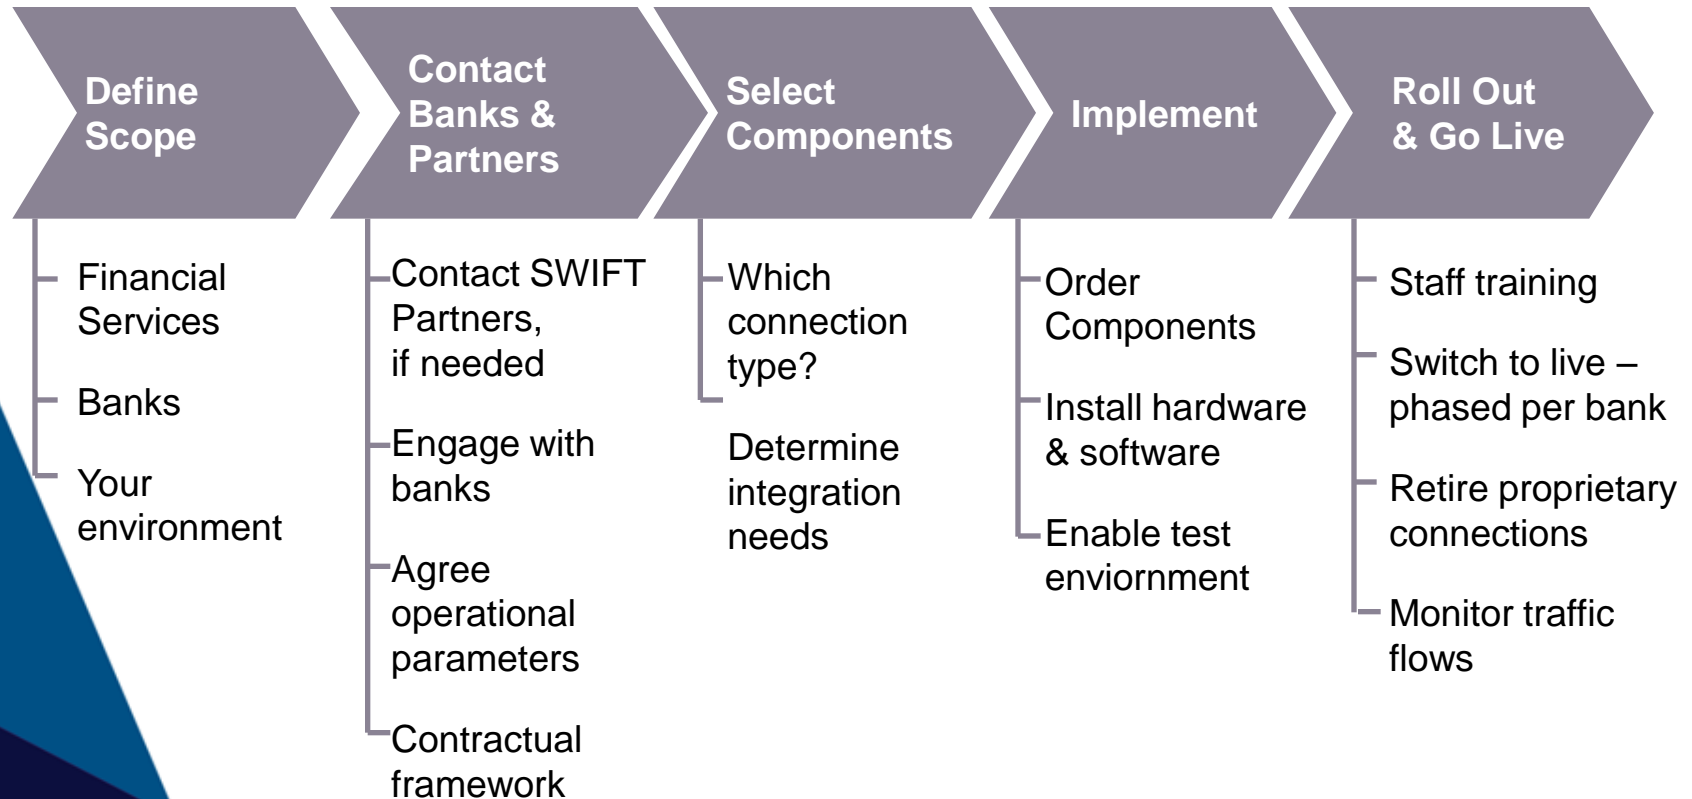 Define
Scope
Contact
Banks &
Partners
Select
Components
Implement
Roll Out
& Go Live
Financial
Services
Banks
Your
environment
Contact SWIFT
Partners,
if needed
Engage with
banks
Agree
operational
parameters
Contractual
framework
Which
connection
type?
Determine
integration
needs
Order
Components
Install hardware
& software
Enable test
enviornment
Staff training
Switch to live –
phased per bank
Retire proprietary
connections
Monitor traffic
flows